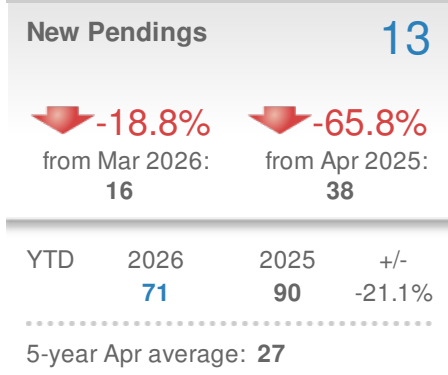 New Pendings 13
-18.8% -65.8%
from Mar 2026: from Apr 2025:
16 38
YTD 2026 2025 +/-
71 90 -21.1%
5-year Apr average: 27